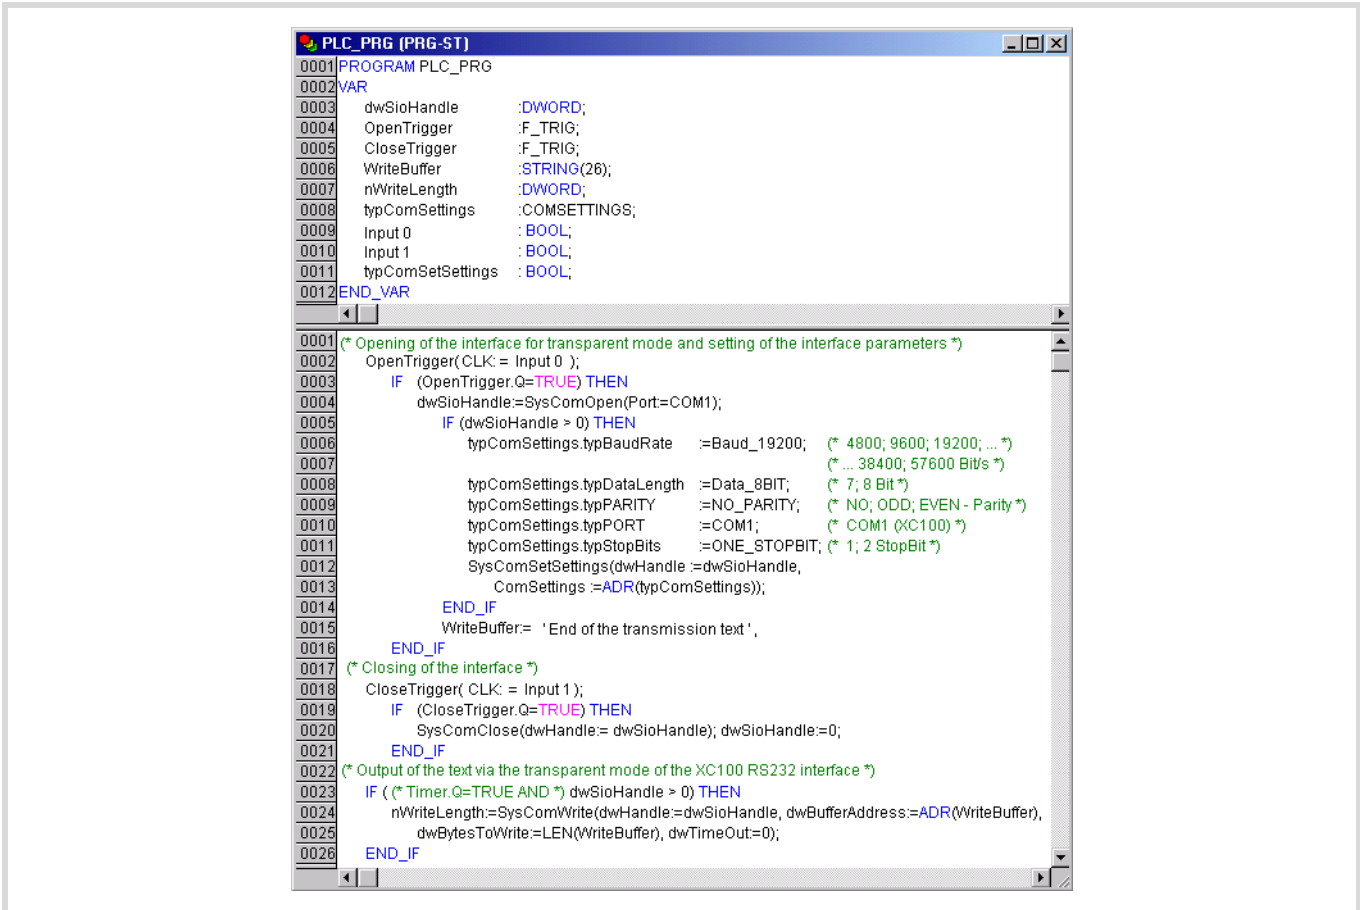 PLC_PRG (PRG-ST)
0001 PROGRAM PLC_PRG
0002 VAR
0003 dwSioHandle :DWORD;
0004 OpenTrigger :F_TRIG;
0005 CloseTrigger :F_TRIG;
0006 WriteBuffer :STRING(26);
0007 nWriteLength :DWORD;
0008 typComSettings :COMSETTINGS;
0009 Input 0 : BOOL;
0010 Input 1 : BOOL;
0011 typComSetSettings : BOOL;
0012 END_VAR
0001 (* Opening of the interface for transparent mode and setting of the interface parameters *)
0002 OpenTrigger( CLK: = Input 0 );
0003 IF (OpenTrigger.Q=TRUE) THEN
0004 dwSioHandle:=SysComOpen(Port:=COM1);
0005 IF (dwSioHandle > 0) THEN
0006 typComSettings.typBaudRate :=Baud_19200; (* 4800; 9600; 19200; ... *)
0007 (* ... 38400; 57600 Bit/s *)
0008 typComSettings.typDataLength :=Data_8BIT; (* 7; 8 Bit *)
0009 typComSettings.typPARITY :=NO_PARITY; (* NO; ODD; EVEN - Parity *)
0010 typComSettings.typPORT :=COM1; (* COM1 (XC100) *)
0011 typComSettings.typStopBits :=ONE_STOPBIT; (* 1; 2 StopBit *)
0012 SysComSetSettings(dwHandle :=dwSioHandle,
0013 ComSettings :=ADR(typComSettings));
0014 END_IF
0015 WriteBuffer:= 'End of the transmission text ',
0016 END_IF
0017 (* Closing of the interface *)
0018 CloseTrigger( CLK: = Input 1 );
0019 IF (CloseTrigger.Q=TRUE) THEN
0020 SysComClose(dwHandle:= dwSioHandle); dwSioHandle:=0;
0021 END_IF
0022 (* Output of the text via the transparent mode of the XC100 RS232 interface *)
0023 IF ( (* Timer.Q=TRUE AND *) dwSioHandle > 0) THEN
0024 nWriteLength:=SysComWrite(dwHandle:=dwSioHandle, dwBufferAddress:=ADR(WriteBuffer),
0025 dwBytesToWrite:=LEN(WriteBuffer), dwTimeOut:=0);
0026 END_IF